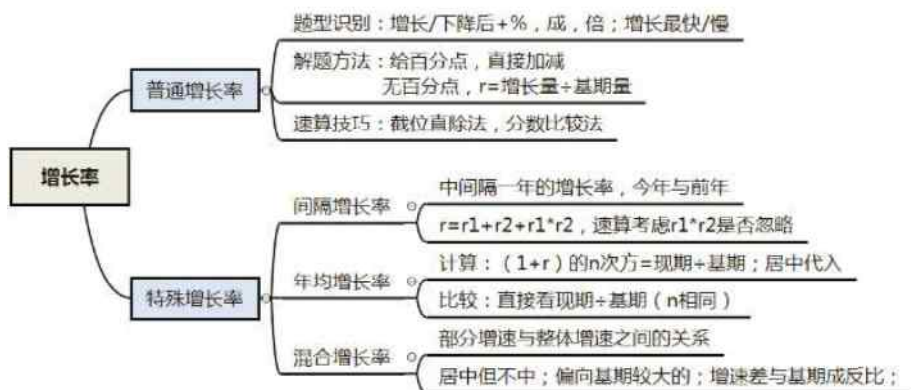 增长率
普通增长率
题型识别：增长/下降后+%，成，倍；增长最快/慢
解题方法：给百分点，直接加减
无百分点，r=增长量÷基期量
速算技巧：截位直除法，分数比较法
特殊增长率
间隔增长率
中间隔一年的增长率，今年与前年
r=r1+r2+r1*r2，速算考虑r1*r2是否忽略
年均增长率
计算：（1+r）的n次方=现期÷基期；居中代入
比较：直接看现期÷基期（n相同）
混合增长率
部分增速与整体增速之间的关系
居中但不中；偏向基期较大的；增速差与基期成反比；